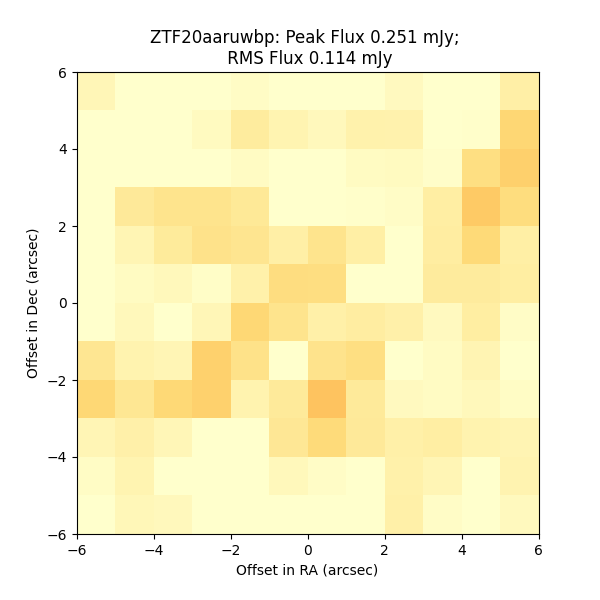 ZTF20aaruwbp: Peak Flux 0.251 mJy;
RMS Flux 0.114 mJy
6
4
2
0
−2
−4
−6
Offset in Dec (arcsec)
−6 −4 −2 0 2 4 6
Offset in RA (arcsec)